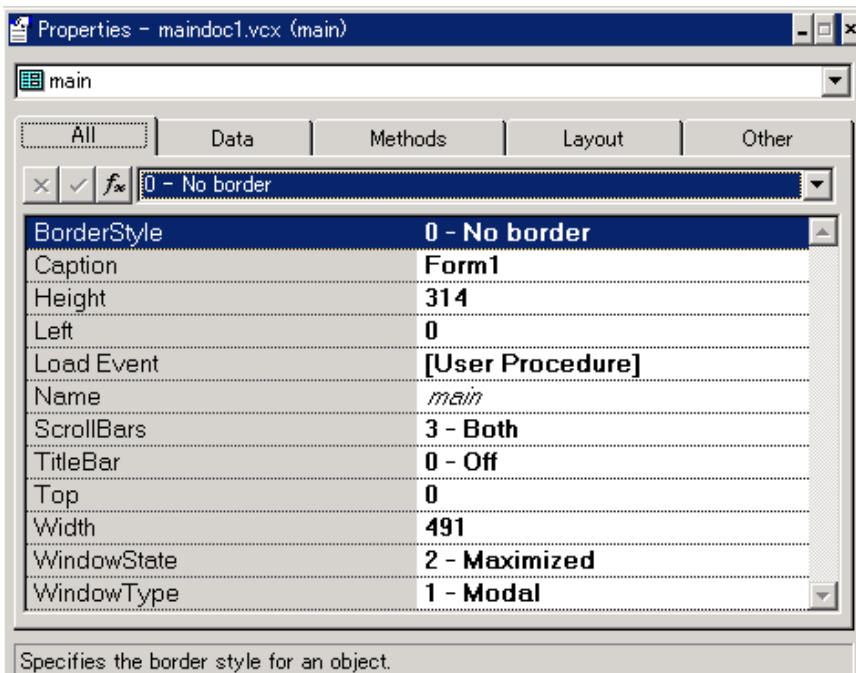 Properties - maindoc1.vcx (main)
main
All Data Methods Layout Other
0 - No border
BorderStyle 0 - No border
Caption Form1
Height 314
Left 0
Load Event [User Procedure]
Name main
ScrollBars 3 - Both
TitleBar 0 - Off
Top 0
Width 491
WindowState 2 - Maximized
WindowType 1 - Modal
Specifies the border style for an object.